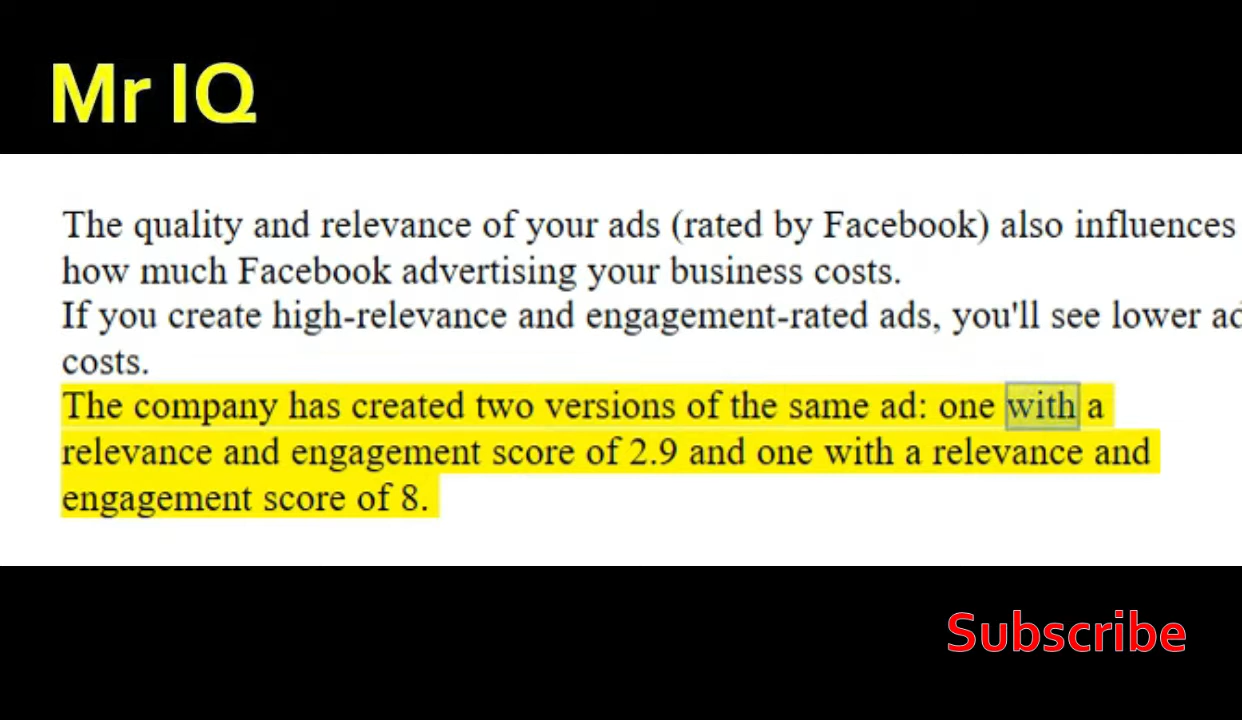 Mr IQ
The quality and relevance of your ads (rated by Facebook) also influences
how much Facebook advertising your business costs.
If you create high-relevance and engagement-rated ads, you'll see lower ad
costs.
The company has created two versions of the same ad: one with a
relevance and engagement score of 2.9 and one with a relevance and
engagement score of 8.
Subscribe